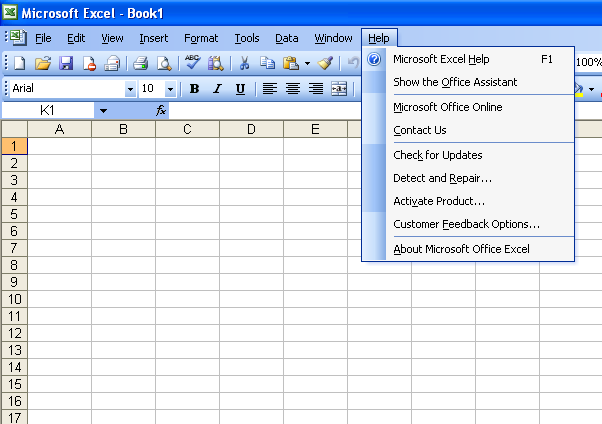 Microsoft Excel - Book1
File Edit View Insert Format Tools Data Window Help
100%
Arial 10 B I U
K1 fx
A B C D E
1
2
3
4
5
6
7
8
9
10
11
12
13
14
15
16
17
Microsoft Excel Help F1
Show the Office Assistant
Microsoft Office Online
Contact Us
Check for Updates
Detect and Repair...
Activate Product...
Customer Feedback Options...
About Microsoft Office Excel